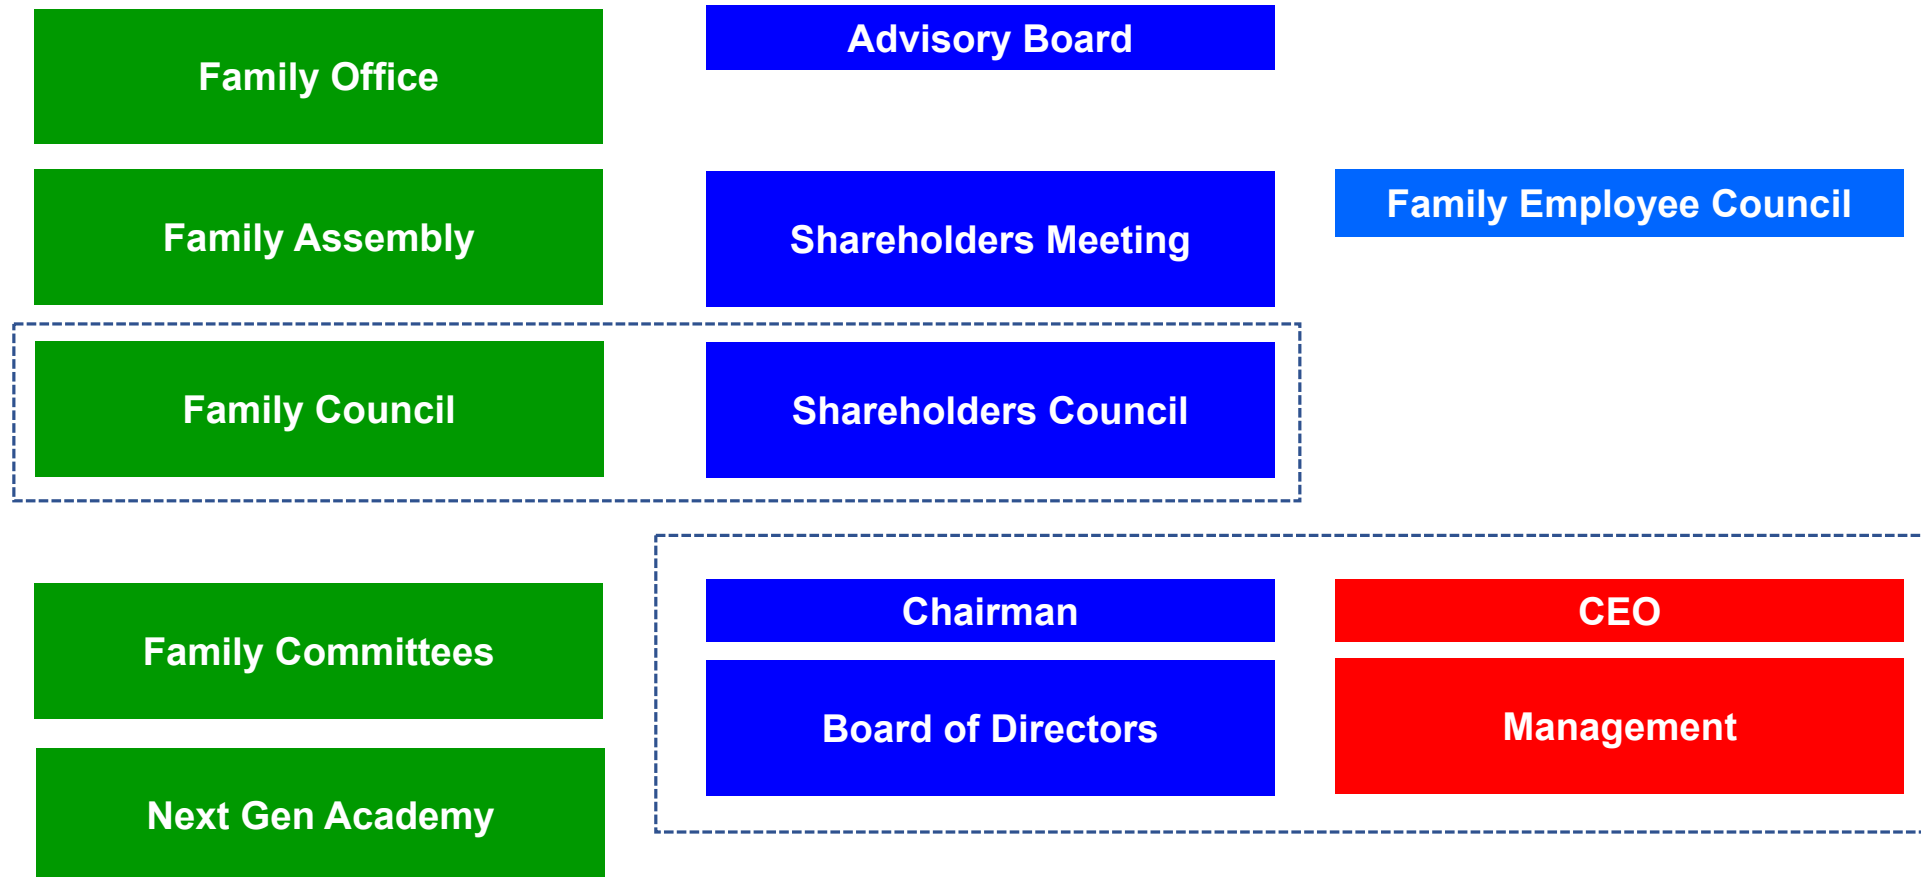 Family Office
Advisory Board
Family Assembly
Shareholders Meeting
Family Employee Council
Family Council
Shareholders Council
Family Committees
Chairman
CEO
Board of Directors
Management
Next Gen Academy